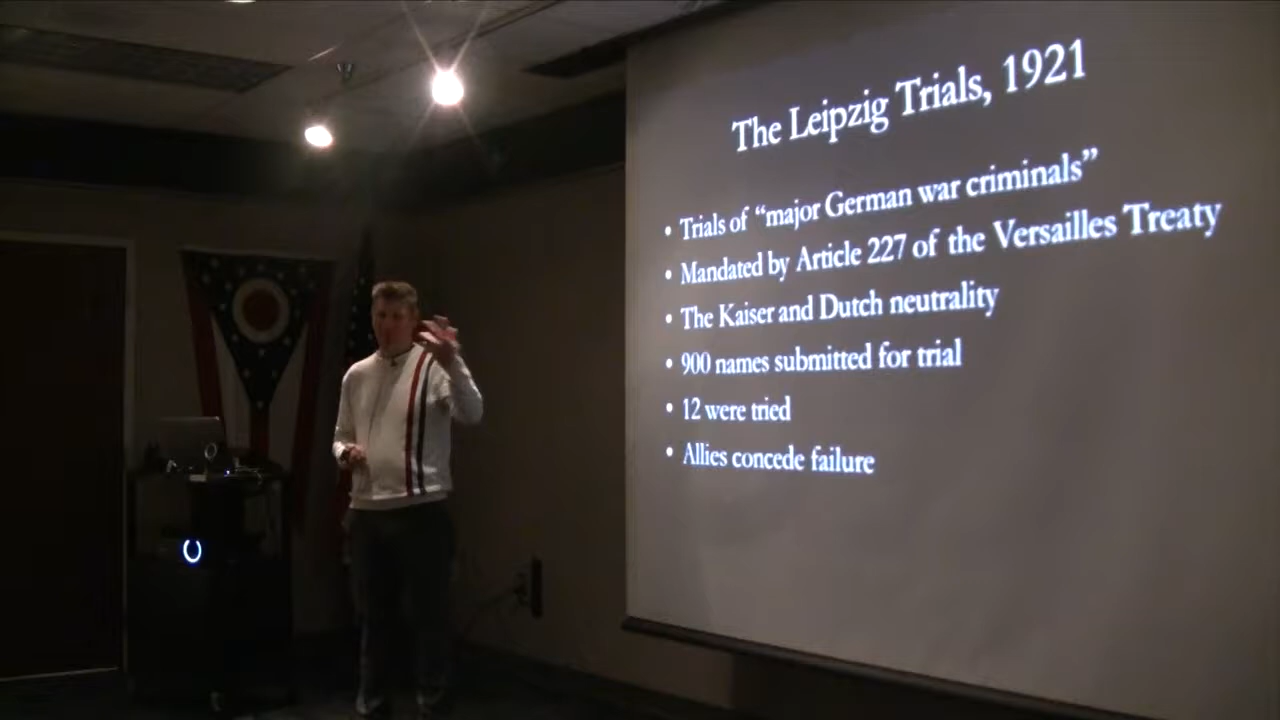 The Leipzig Trials, 1921
• Trials of “major German war criminals”
• Mandated by Article 227 of the Versailles Treaty
• The Kaiser and Dutch neutrality
• 900 names submitted for trial
• 12 were tried
• Allies concede failure